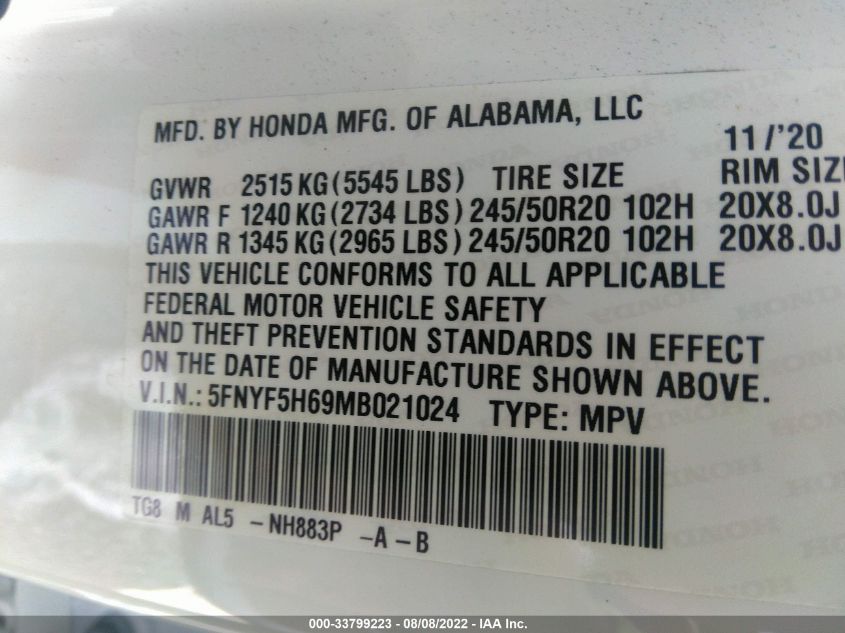 MFD. BY HONDA MFG. OF ALABAMA, LLC
11/'20
GVWR 2515 KG (5545 LBS) TIRE SIZE RIM SIZE
GAWR F 1240 KG (2734 LBS) 245/50R20 102H 20X8.0J
GAWR R 1345 KG (2965 LBS) 245/50R20 102H 20X8.0J
THIS VEHICLE CONFORMS TO ALL APPLICABLE
FEDERAL MOTOR VEHICLE SAFETY
AND THEFT PREVENTION STANDARDS IN EFFECT
ON THE DATE OF MANUFACTURE SHOWN ABOVE.
V.I.N.: 5FNYF5H69MB021024 TYPE: MPV
TG8 M AL5 -NH883P -A -B
000-33799223 - 08/08/2022 - IAA Inc.